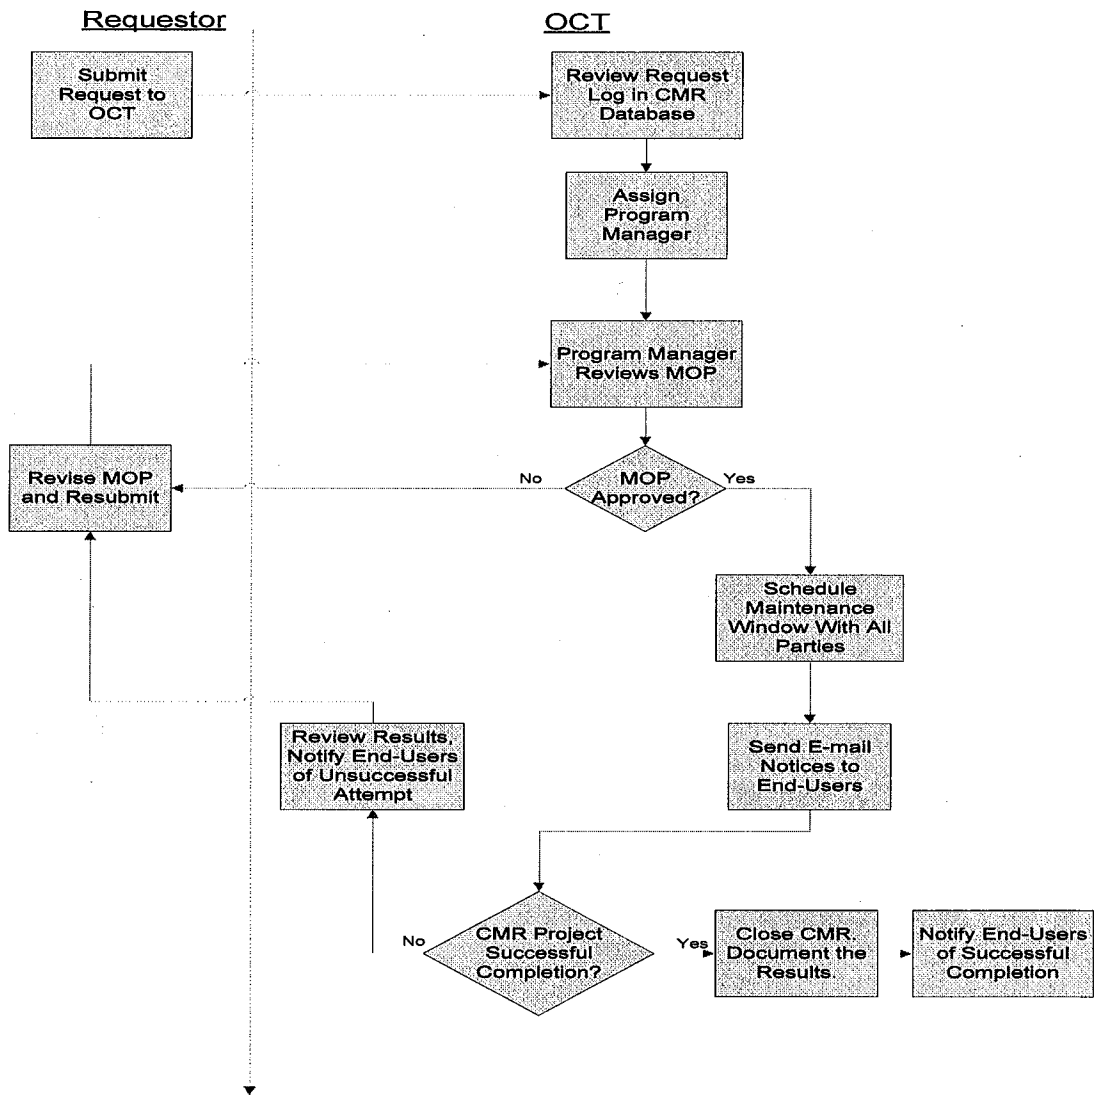 Requestor
OCT
Submit
Request to
OCT
Review Request
Log in CMR
Database
Assign
Program
Manager
Program Manager
Reviews MOP
Revise MOP
and Resubmit
No
MOP
Approved?
Yes
Schedule
Maintenance
Window With All
Parties
Review Results,
Notify End-Users
of Unsuccessful
Attempt
Send E-mail
Notices to
End-Users
No
CMR Project
Successful
Completion?
Yes
Close CMR.
Document the
Results.
Notify End-Users
of Successful
Completion